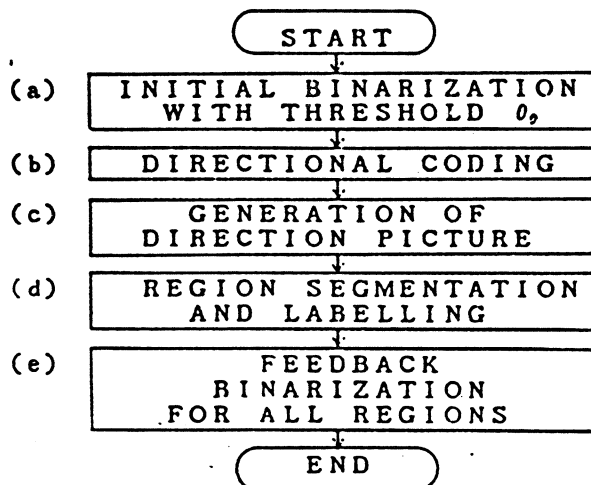 START
(a) INITIAL BINARIZATION
WITH THRESHOLD θ₀
(b) DIRECTIONAL CODING
(c) GENERATION OF
DIRECTION PICTURE
(d) REGION SEGMENTATION
AND LABELLING
(e) FEEDBACK
BINARIZATION
FOR ALL REGIONS
END